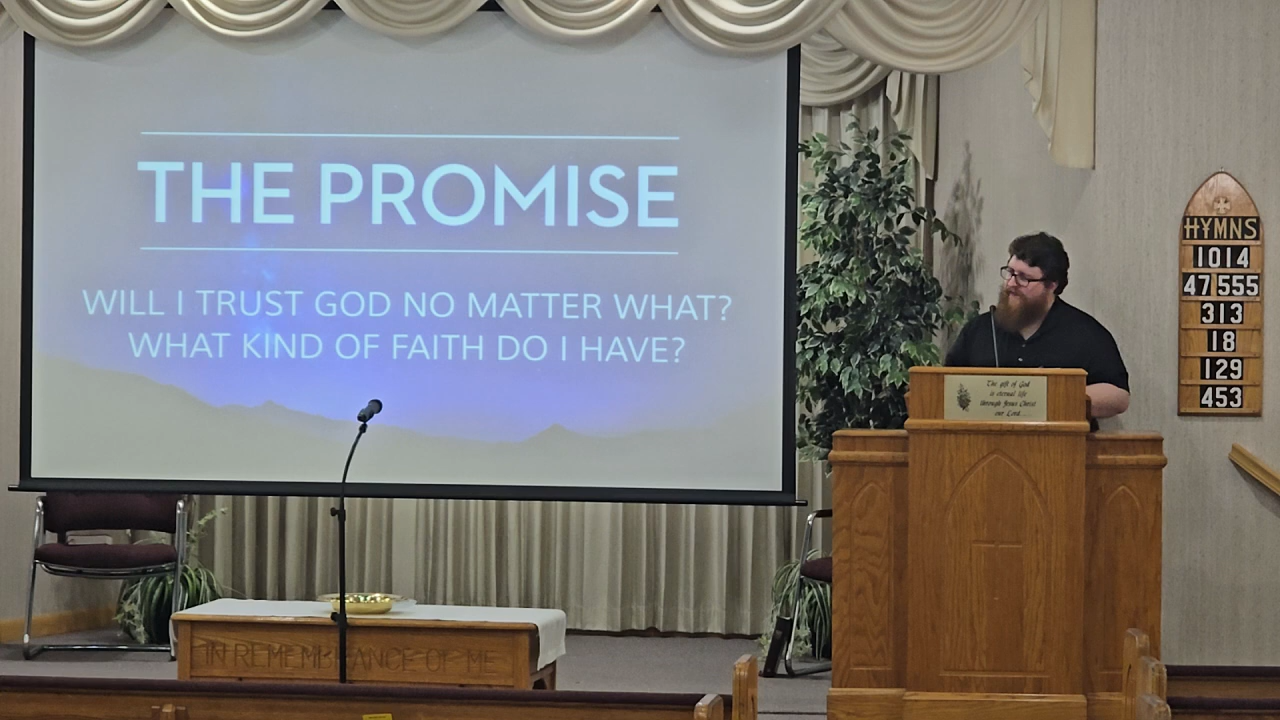 THE PROMISE
WILL I TRUST GOD NO MATTER WHAT?
WHAT KIND OF FAITH DO I HAVE?
HYMNS
1014
47 555
313
18
129
453
The gift of God
is eternal life
through Jesus Christ
our Lord...
IN REMEMBRANCE OF ME